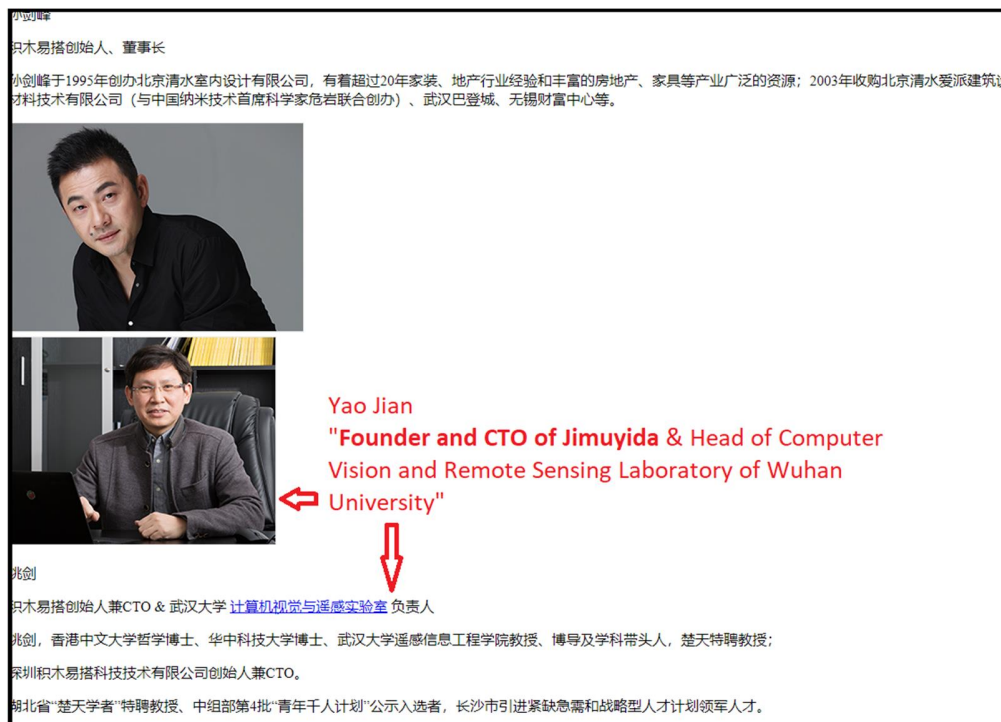 孙剑峰
积木易搭创始人、董事长
孙剑峰于1995年创办北京清水室内设计有限公司，有着超过20年家装、地产行业经验和丰富的房地产、家具等产业广泛的资源；2003年收购北京清水爱派建筑设
材料技术有限公司（与中国纳米技术首席科学家危岩联合创办）、武汉巴登城、无锡财富中心等。
Yao Jian
"Founder and CTO of Jimuyida & Head of Computer
Vision and Remote Sensing Laboratory of Wuhan
University"
姚剑
积木易搭创始人兼CTO & 武汉大学 计算机视觉与遥感实验室 负责人
姚剑，香港中文大学哲学博士、华中科技大学博士、武汉大学遥感信息工程学院教授、博导及学科带头人，楚天特聘教授；
深圳积木易搭科技技术有限公司创始人兼CTO。
湖北省“楚天学者”特聘教授、中组部第4批“青年千人计划”公示入选者，长沙市引进紧缺急需和战略型人才计划领军人才。